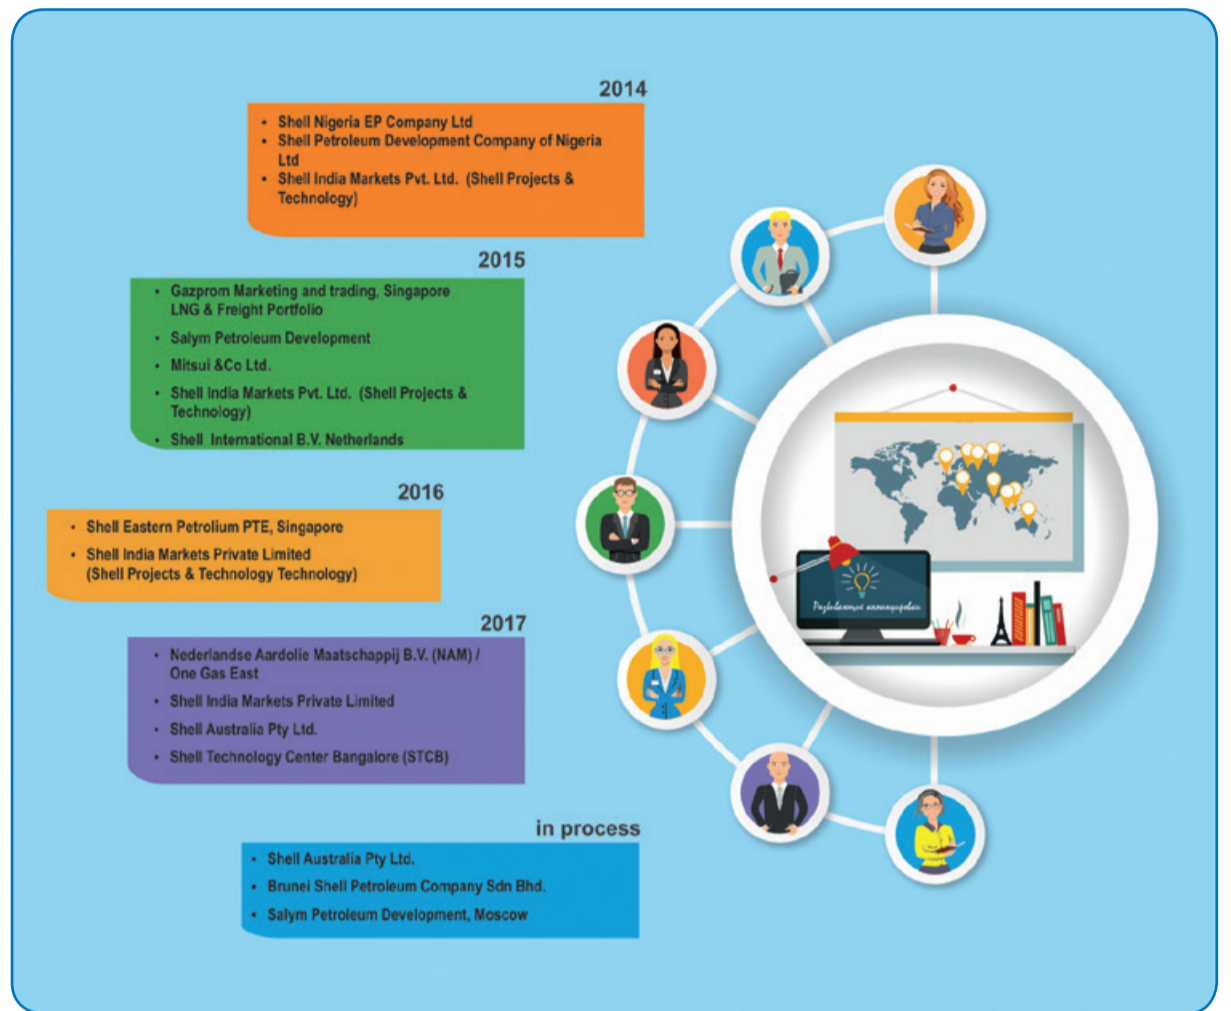 2014
• Shell Nigeria EP Company Ltd
• Shell Petroleum Development Company of Nigeria
Ltd
• Shell India Markets Pvt. Ltd. (Shell Projects &
Technology)
2015
• Gazprom Marketing and trading, Singapore
LNG & Freight Portfolio
• Salym Petroleum Development
• Mitsui &Co Ltd.
• Shell India Markets Pvt. Ltd. (Shell Projects &
Technology)
• Shell International B.V. Netherlands
2016
• Shell Eastern Petrolium PTE, Singapore
• Shell India Markets Private Limited
(Shell Projects & Technology Technology)
2017
• Nederlandse Aardolie Maatschappij B.V. (NAM) /
One Gas East
• Shell India Markets Private Limited
• Shell Australia Pty Ltd.
• Shell Technology Center Bangalore (STCB)
in process
• Shell Australia Pty Ltd.
• Brunei Shell Petroleum Company Sdn Bhd.
• Salym Petroleum Development, Moscow
Развивающие командировки